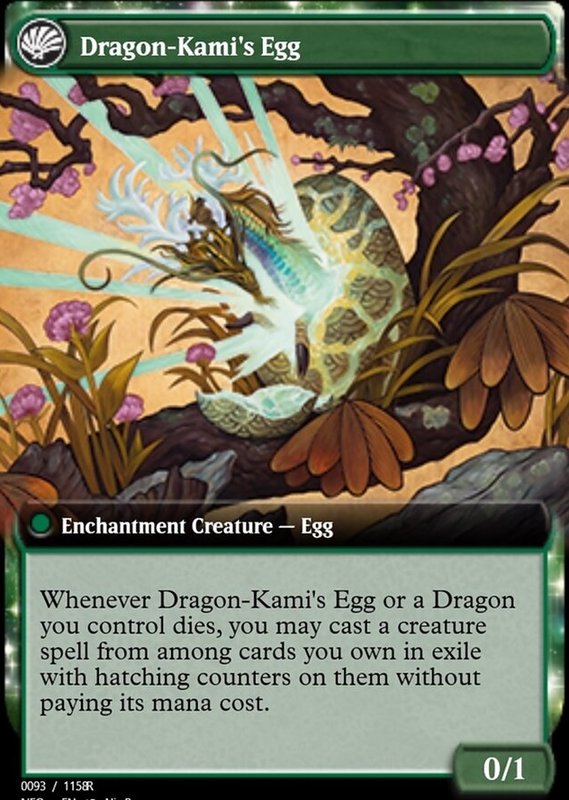 Dragon-Kami's Egg
Enchantment Creature — Egg
Whenever Dragon-Kami's Egg or a Dragon
you control dies, you may cast a creature
spell from among cards you own in exile
with hatching counters on them without
paying its mana cost.
0/1
0093 / 1158R